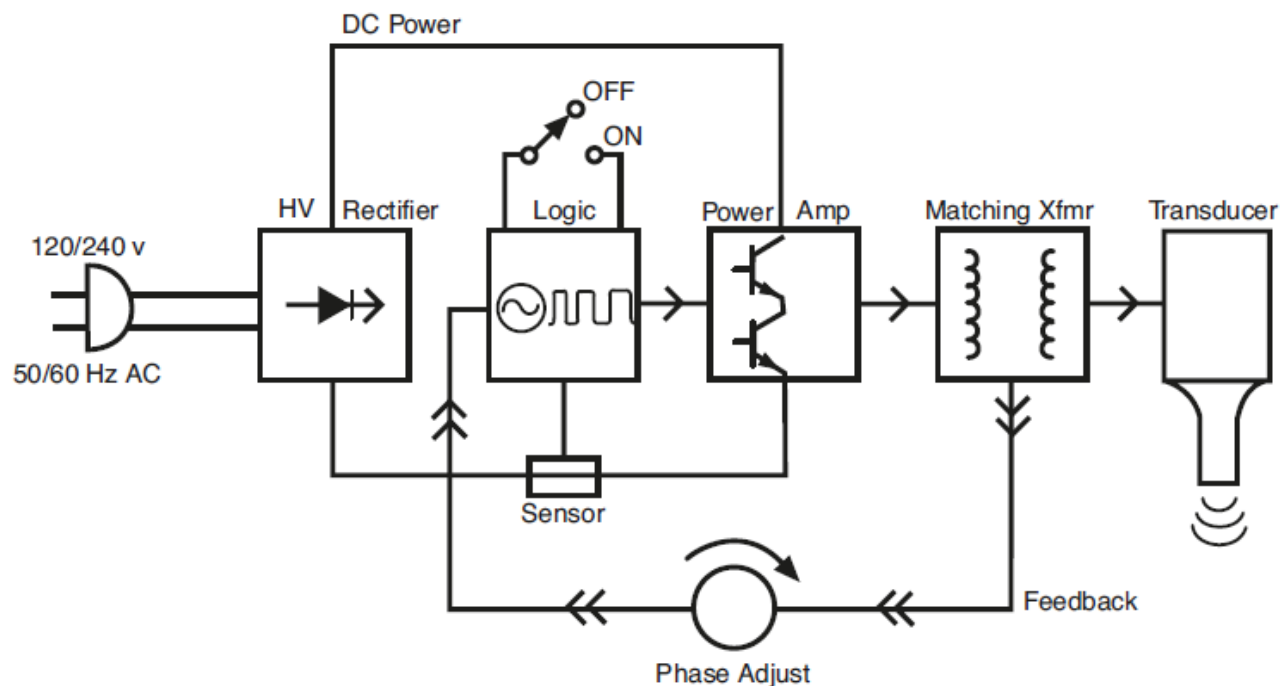 DC Power
OFF
ON
HV Rectifier
Logic
Power Amp
Matching Xfmr
Transducer
120/240 v
50/60 Hz AC
Sensor
Feedback
Phase Adjust